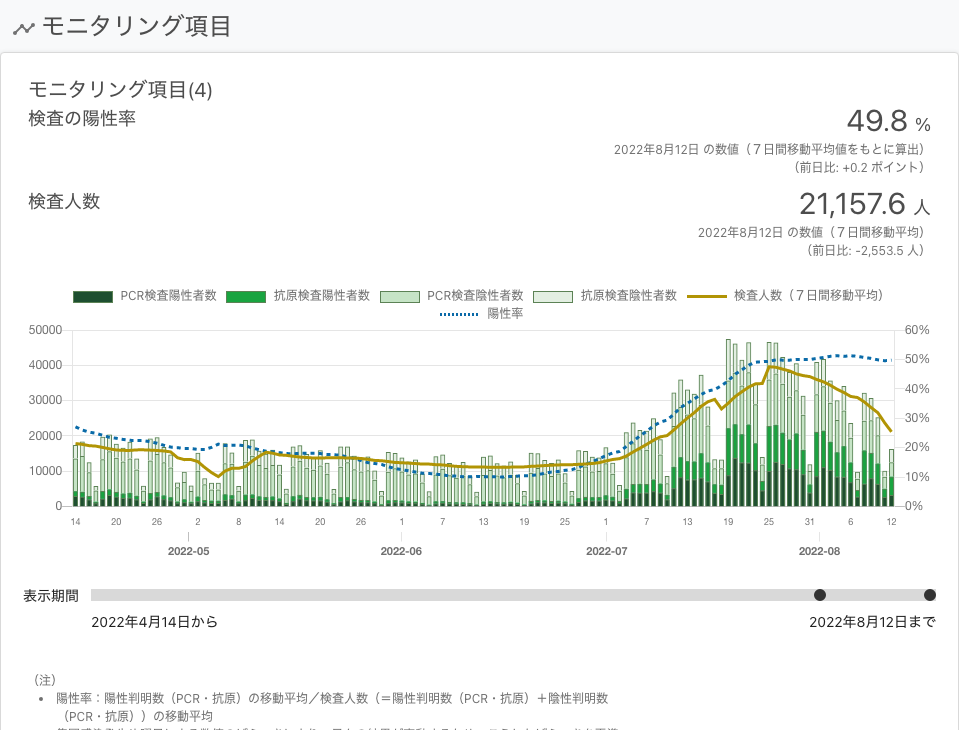 モニタリング項目
モニタリング項目(4)
検査の陽性率
49.8 %
2022年8月12日 の数値（７日間移動平均値をもとに算出）
（前日比: +0.2 ポイント）
検査人数
21,157.6 人
2022年8月12日 の数値（７日間移動平均）
（前日比: -2,553.5 人）
PCR検査陽性者数 抗原検査陽性者数 PCR検査陰性者数 抗原検査陰性者数 検査人数（７日間移動平均）
陽性率
50000 60%
50%
40000
40%
30000
30%
20000
20%
10000 10%
0 0%
14 20 26 2 8 14 20 26 1 7 13 19 25 1 7 13 19 25 31 6 12
2022-05 2022-06 2022-07 2022-08
表示期間
2022年4月14日から 2022年8月12日まで
（注）
• 陽性率：陽性判明数（PCR・抗原）の移動平均／検査人数（＝陽性判明数（PCR・抗原）＋陰性判明数
（PCR・抗原））の移動平均